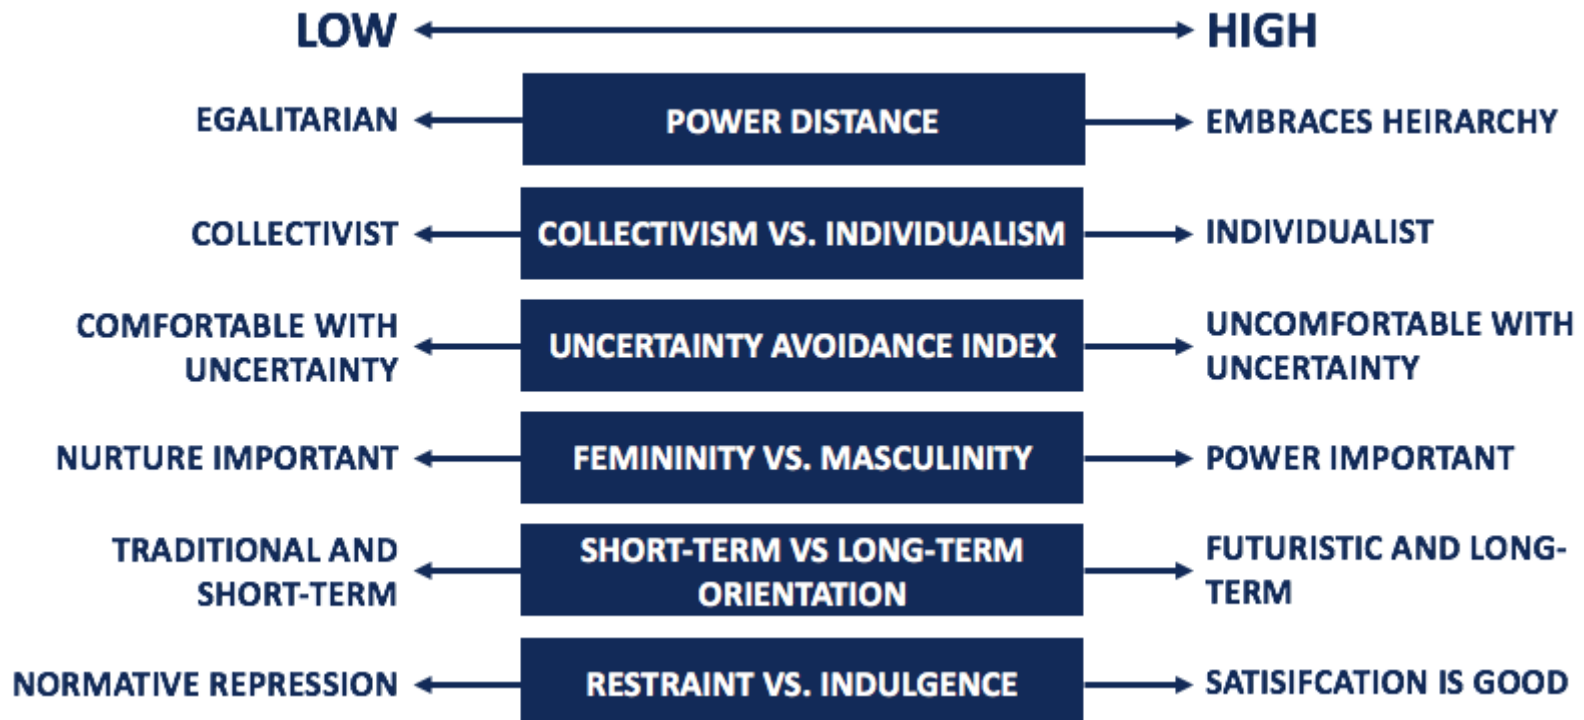 LOW HIGH
EGALITARIAN POWER DISTANCE EMBRACES HEIRARCHY
COLLECTIVIST COLLECTIVISM VS. INDIVIDUALISM INDIVIDUALIST
COMFORTABLE WITH
UNCERTAINTY
UNCERTAINTY AVOIDANCE INDEX
UNCOMFORTABLE WITH
UNCERTAINTY
NURTURE IMPORTANT FEMININITY VS. MASCULINITY POWER IMPORTANT
TRADITIONAL AND
SHORT-TERM
SHORT-TERM VS LONG-TERM
ORIENTATION
FUTURISTIC AND LONG-
TERM
NORMATIVE REPRESSION RESTRAINT VS. INDULGENCE SATISIFCATION IS GOOD